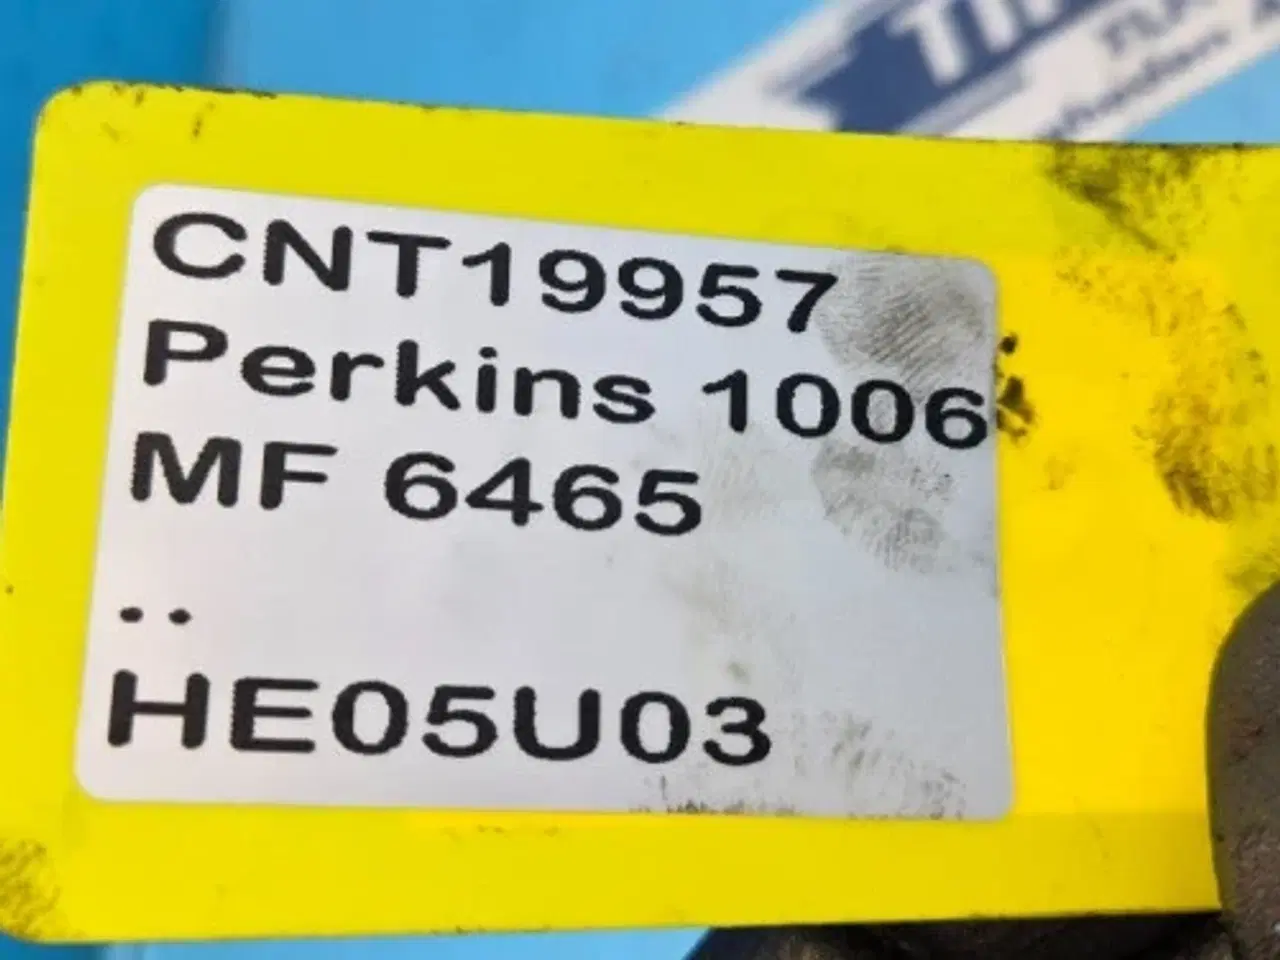 CNT19957
Perkins 1006
MF 6465
..
HE05U03